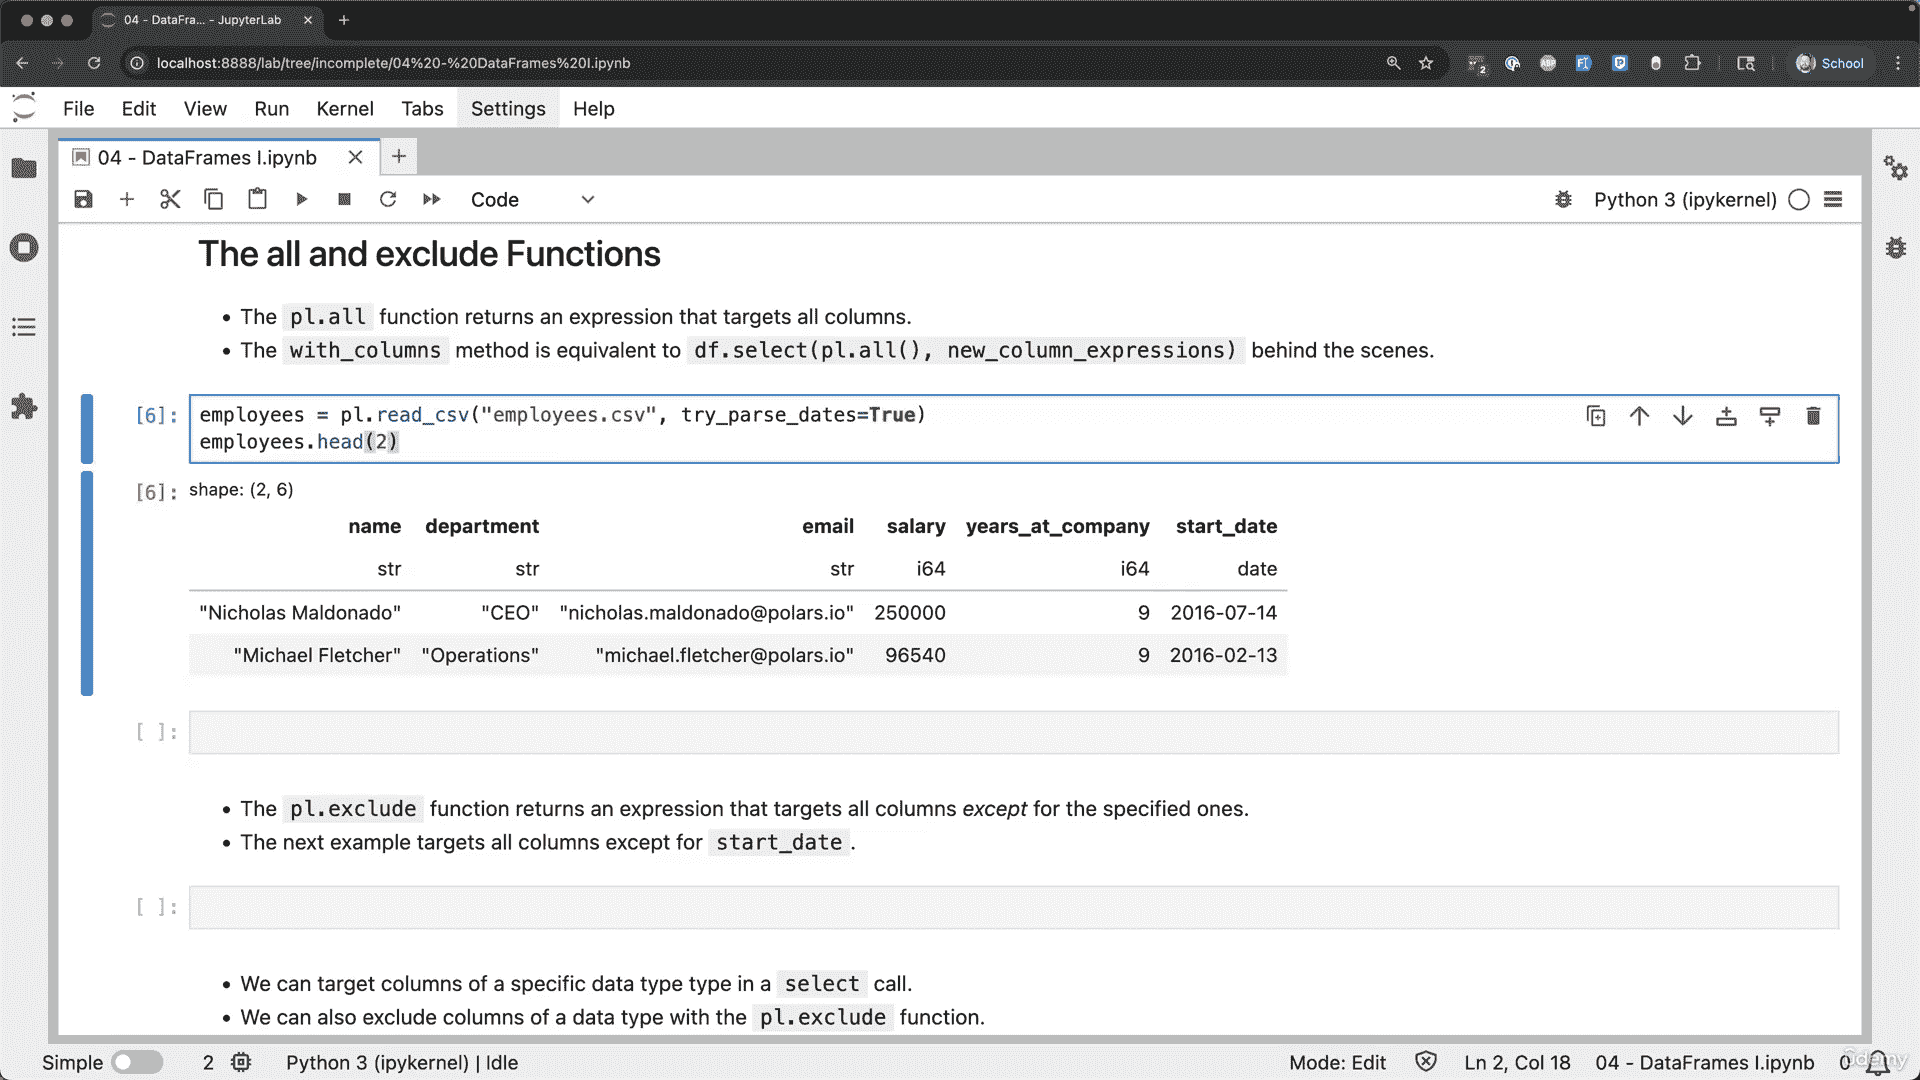 04 - DataFra... - JupyterLab
localhost:8888/lab/tree/incomplete/04%20-%20DataFrames%20I.ipynb
2
ABP
School
File Edit View Run Kernel Tabs Settings Help
04 - DataFrames I.ipynb
Code
Python 3 (ipykernel)
The all and exclude Functions
• The pl.all function returns an expression that targets all columns.
• The with_columns method is equivalent to df.select(pl.all(), new_column_expressions) behind the scenes.
[6]: employees = pl.read_csv("employees.csv", try_parse_dates=True)
employees.head(2)
[6]: shape: (2, 6)
name department email salary years_at_company start_date
str str str i64 i64 date
"Nicholas Maldonado" "CEO" "nicholas.maldonado@polars.io" 250000 9 2016-07-14
"Michael Fletcher" "Operations" "michael.fletcher@polars.io" 96540 9 2016-02-13
[ ]:
• The pl.exclude function returns an expression that targets all columns except for the specified ones.
• The next example targets all columns except for start_date.
[ ]:
• We can target columns of a specific data type type in a select call.
• We can also exclude columns of a data type with the pl.exclude function.
Simple 2 Python 3 (ipykernel) | Idle Mode: Edit Ln 2, Col 18 04 - DataFrames I.ipynb 0
udemy